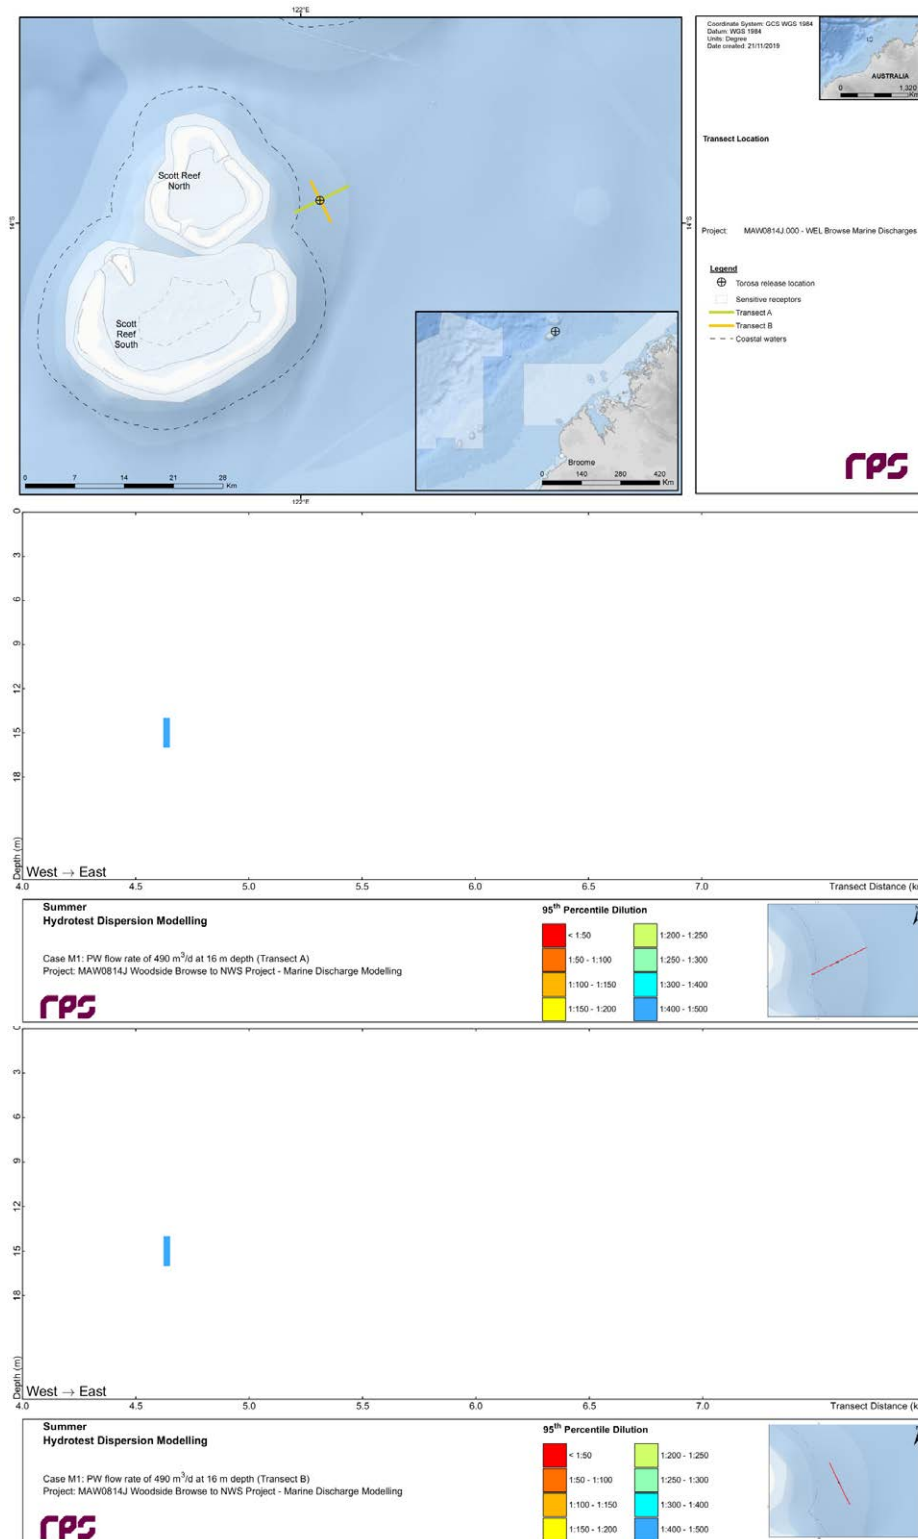 122°E
Scott Reef
North
14°S
14°S
Scott
Reef
South
Broome
0 140 280 420
Km
0 7 14 21 28
Km
122°E
Coordinate System: GCS WGS 1984
Datum: WGS 1984
Units: Degree
Date created: 21/11/2019
AUSTRALIA
0 1,320
Km
Transect Location
Project: MAW0814J.000 - WEL Browse Marine Discharges
Legend
Torosa release location
Sensitive receptors
Transect A
Transect B
Coastal waters
rps
0
3
6
9
12
15
18
Depth (m)
West → East
4.0 4.5 5.0 5.5 6.0 6.5 7.0 Transect Distance (k
Summer
Hydrotest Dispersion Modelling
Case M1: PW flow rate of 490 m³/d at 16 m depth (Transect A)
Project: MAW0814J Woodside Browse to NWS Project - Marine Discharge Modelling
rps
95th Percentile Dilution
< 1:50
1:50 - 1:100
1:100 - 1:150
1:150 - 1:200
1:200 - 1:250
1:250 - 1:300
1:300 - 1:400
1:400 - 1:500
3
6
9
12
15
18
Depth (m)
West → East
4.0 4.5 5.0 5.5 6.0 6.5 7.0 Transect Distance (k
Summer
Hydrotest Dispersion Modelling
Case M1: PW flow rate of 490 m³/d at 16 m depth (Transect B)
Project: MAW0814J Woodside Browse to NWS Project - Marine Discharge Modelling
rps
95th Percentile Dilution
< 1:50
1:50 - 1:100
1:100 - 1:150
1:150 - 1:200
1:200 - 1:250
1:250 - 1:300
1:300 - 1:400
1:400 - 1:500